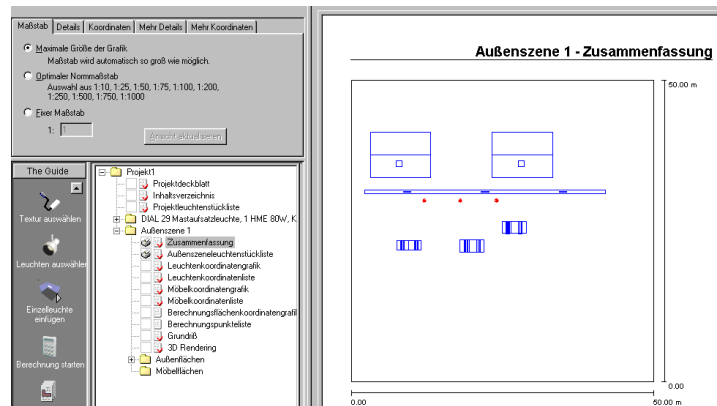 Maßstab Details Koordinaten Mehr Details Mehr Koordinaten
Maximale Größe der Grafik
Maßstab wird automatisch so groß wie möglich.
Optimaler Normmaßstab
Auswahl aus 1:10, 1:25, 1:50, 1:75, 1:100, 1:200,
1:250, 1:500, 1:750, 1:1000
Fixer Maßstab
1: 1
Ansicht aktualisieren
The Guide
Textur auswählen
Leuchten auswähler
Einzelleuchte
einfügen
Berechnung starten
Projekt1
Projektdeckblatt
Inhaltsverzeichnis
Projektleuchtenstückliste
DIAL 29 Mastaufsatzleuchte, 1 HME 80W, K
Außenszene 1
Zusammenfassung
Außenszeneleuchtenstückliste
Leuchtenkoordinatengrafik
Leuchtenkoordinatenliste
Möbelkoordinatengrafik
Möbelkoordinatenliste
Berechnungsflächenkoordinatengrafil
Berechnungspunkteliste
Grundriß
3D Rendering
Außenflächen
Möbelflächen
Außenszene 1 - Zusammenfassung
50.00 m
0.00
0.00
50.00 m